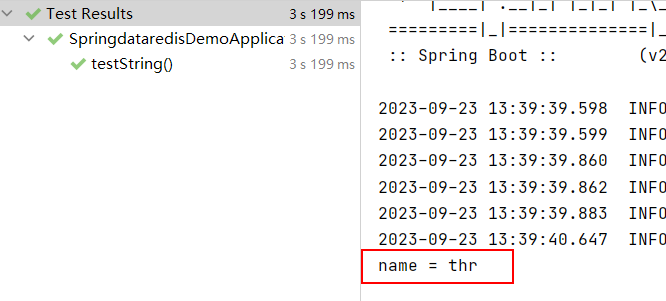 Test Results 3 s 199 ms
SpringdataredisDemoApplica 3 s 199 ms
testString() 3 s 199 ms
=========|_|==============|_
:: Spring Boot :: (v2
2023-09-23 13:39:39.598 INFO
2023-09-23 13:39:39.599 INFO
2023-09-23 13:39:39.860 INFO
2023-09-23 13:39:39.862 INFO
2023-09-23 13:39:39.883 INFO
2023-09-23 13:39:40.647 INFO
name = thr